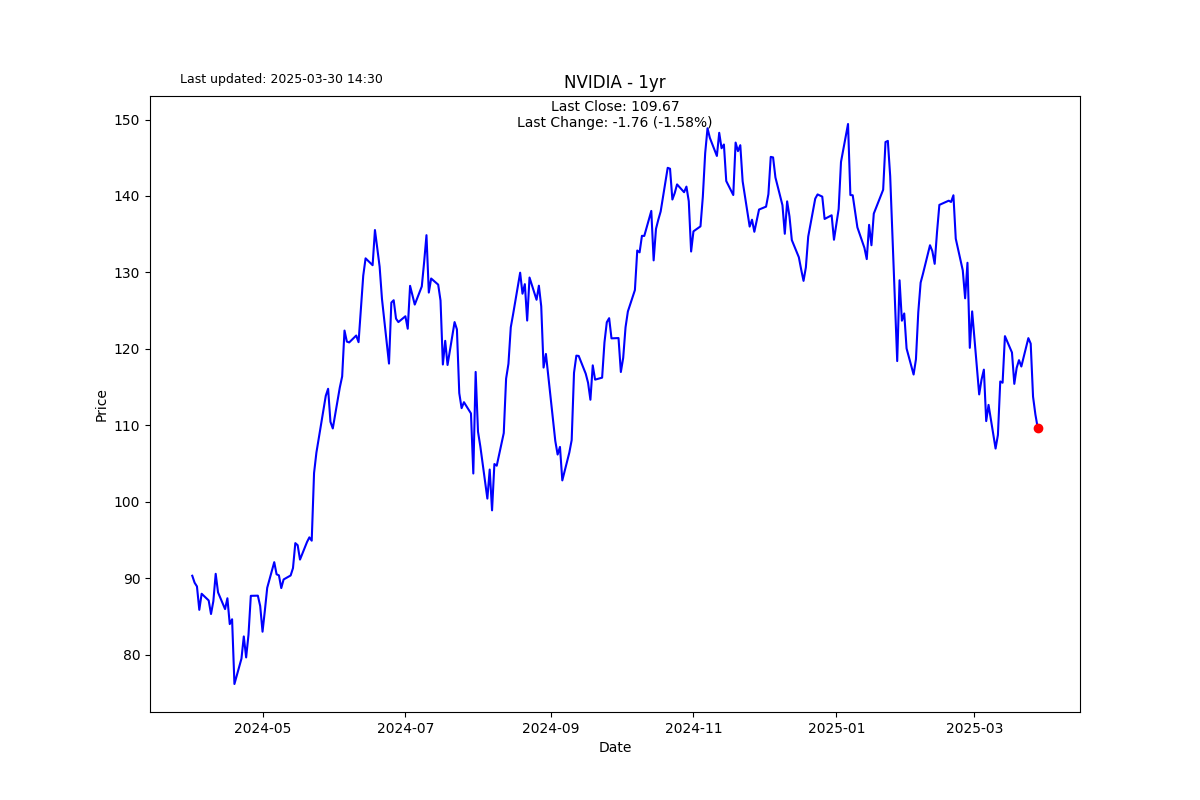 Last updated: 2025-03-30 14:30
NVIDIA - 1yr
Last Close: 109.67
Last Change: -1.76 (-1.58%)
150
140
130
120
110
100
90
80
Price
2024-05
2024-07
2024-09
2024-11
2025-01
2025-03
Date